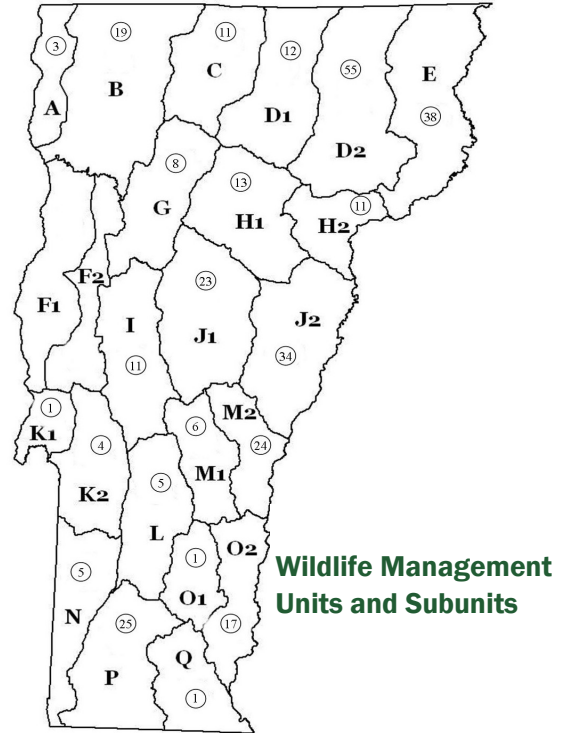 3
19
11
12
55
E
C
A
B
D1
38
D2
8
13
11
G
H1
H2
F2
23
F1
I
J1
J2
11
34
1
K1
4
6
M2
24
K2
5
M1
L
O2
5
1
O1
Wildlife Management
Units and Subunits
N
25
17
P
Q
1